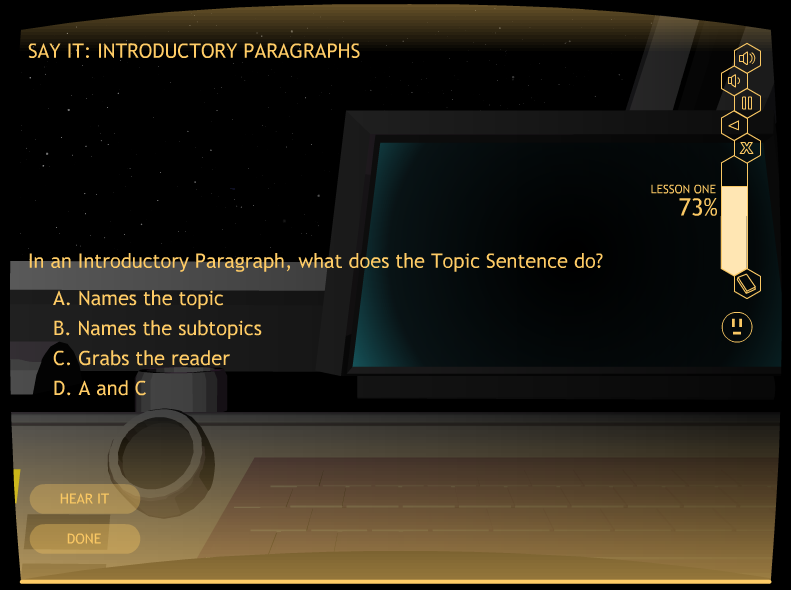 SAY IT: INTRODUCTORY PARAGRAPHS
LESSON ONE
73%
In an Introductory Paragraph, what does the Topic Sentence do?
A. Names the topic
B. Names the subtopics
C. Grabs the reader
D. A and C
HEAR IT
DONE